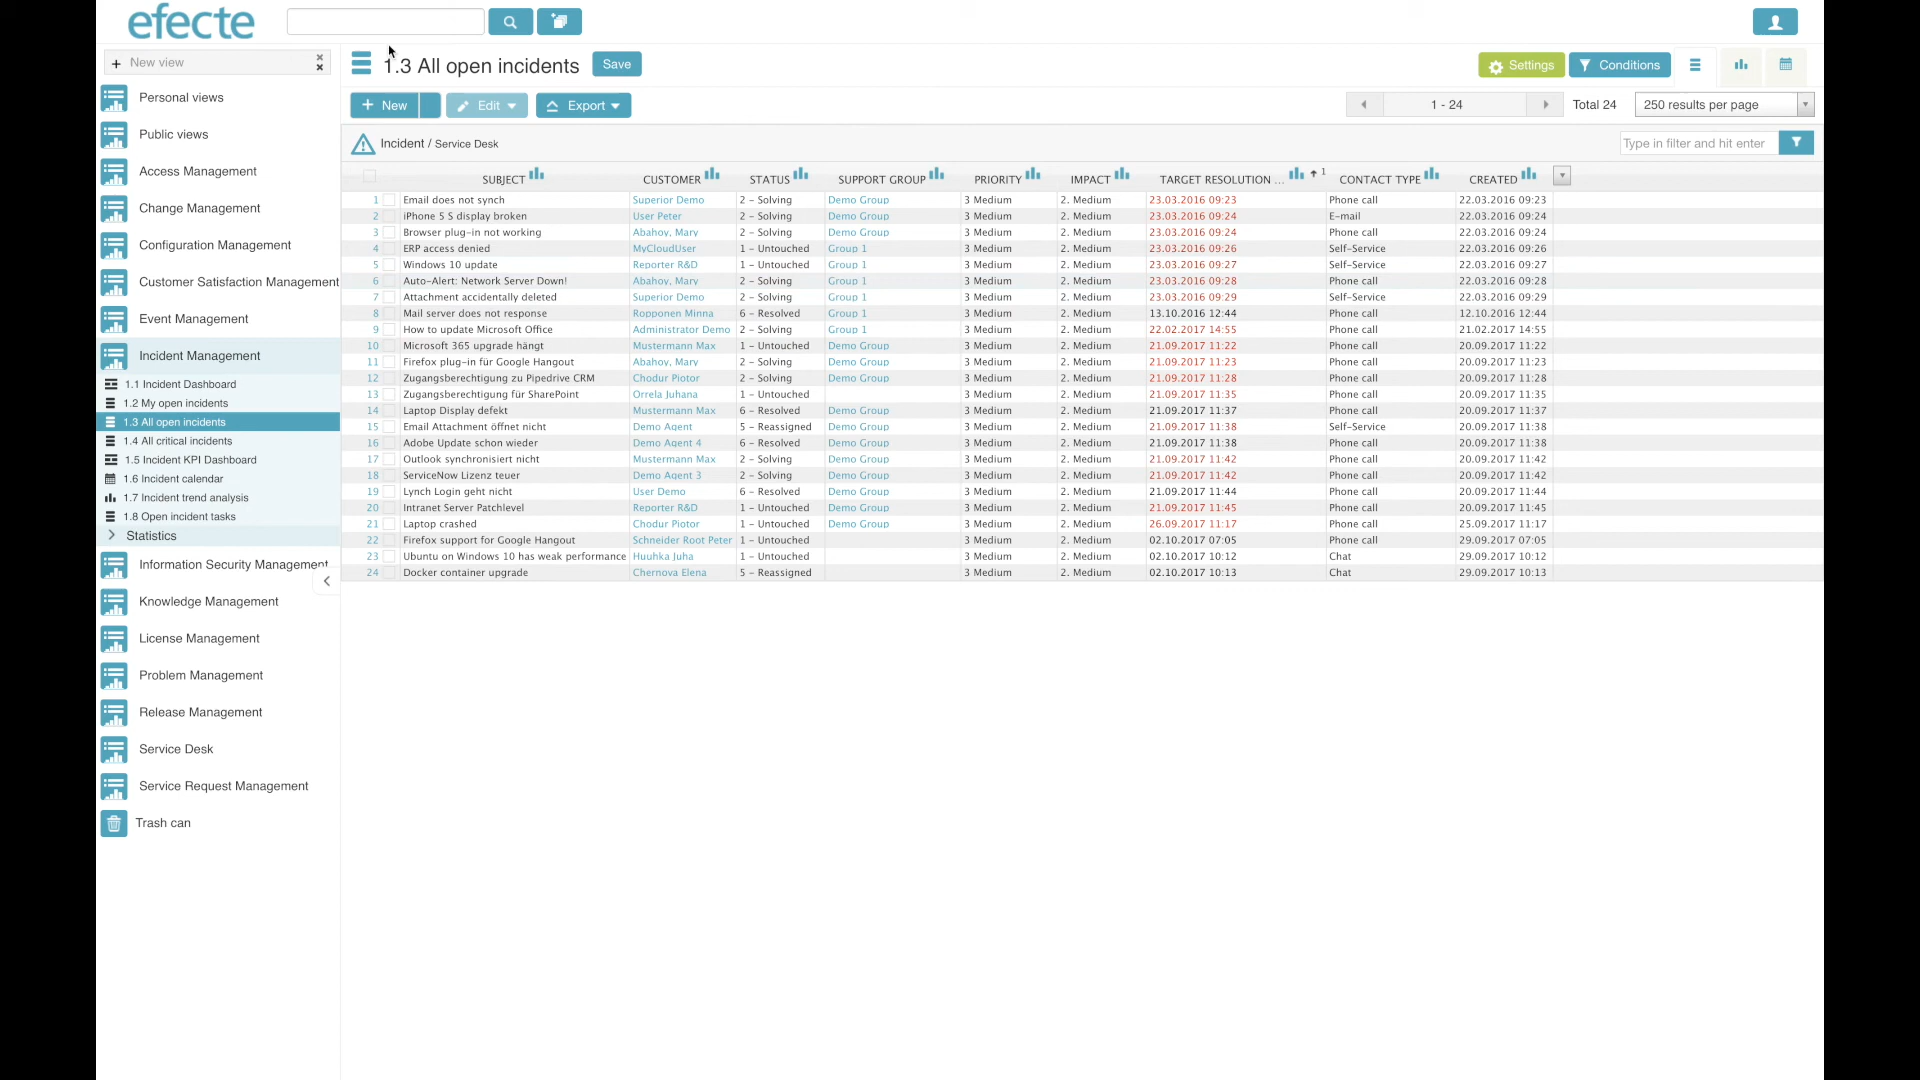 efecte
New view
1.3 All open incidents Save Settings Conditions
New Edit Export 1 - 24 Total 24 250 results per page
Incident / Service Desk Type in filter and hit enter
Personal views
Public views
Access Management
Change Management
Configuration Management
Customer Satisfaction Management
Event Management
Incident Management
1.1 Incident Dashboard
1.2 My open incidents
1.3 All open incidents
1.4 All critical incidents
1.5 Incident KPI Dashboard
1.6 Incident calendar
1.7 Incident trend analysis
1.8 Open incident tasks
Statistics
Information Security Management
Knowledge Management
License Management
Problem Management
Release Management
Service Desk
Service Request Management
Trash can
SUBJECT CUSTOMER STATUS SUPPORT GROUP PRIORITY IMPACT TARGET RESOLUTION ... 1 CONTACT TYPE CREATED
1 Email does not synch Superior Demo 2 - Solving Demo Group 3 Medium 2. Medium 23.03.2016 09:23 Phone call 22.03.2016 09:23
2 iPhone 5 S display broken User Peter 2 - Solving Demo Group 3 Medium 2. Medium 23.03.2016 09:24 E-mail 22.03.2016 09:24
3 Browser plug-in not working Abahoy, Mary 2 - Solving Demo Group 3 Medium 2. Medium 23.03.2016 09:24 Phone call 22.03.2016 09:24
4 ERP access denied MyCloudUser 1 - Untouched Group 1 3 Medium 2. Medium 23.03.2016 09:26 Self-Service 22.03.2016 09:26
5 Windows 10 update Reporter R&D 1 - Untouched Group 1 3 Medium 2. Medium 23.03.2016 09:27 Self-Service 22.03.2016 09:27
6 Auto-Alert: Network Server Down! Abahoy, Mary 2 - Solving Group 1 3 Medium 2. Medium 23.03.2016 09:28 Phone call 22.03.2016 09:28
7 Attachment accidentally deleted Superior Demo 2 - Solving Group 1 3 Medium 2. Medium 23.03.2016 09:29 Self-Service 22.03.2016 09:29
8 Mail server does not response Ropponen Minna 6 - Resolved Group 1 3 Medium 2. Medium 13.10.2016 12:44 Phone call 12.10.2016 12:44
9 How to update Microsoft Office Administrator Demo 2 - Solving Group 1 3 Medium 2. Medium 22.02.2017 14:55 Phone call 21.02.2017 14:55
10 Microsoft 365 upgrade hängt Mustermann Max 1 - Untouched Demo Group 3 Medium 2. Medium 21.09.2017 11:22 Phone call 20.09.2017 11:22
11 Firefox plug-in für Google Hangout Abahoy, Mary 2 - Solving Demo Group 3 Medium 2. Medium 21.09.2017 11:23 Phone call 20.09.2017 11:23
12 Zugangsberechtigung zu Pipedrive CRM Chodur Piotor 2 - Solving Demo Group 3 Medium 2. Medium 21.09.2017 11:28 Phone call 20.09.2017 11:28
13 Zugangsberechtigung für SharePoint Orrela Juhana 1 - Untouched 3 Medium 2. Medium 21.09.2017 11:35 Phone call 20.09.2017 11:35
14 Laptop Display defekt Mustermann Max 6 - Resolved Demo Group 3 Medium 2. Medium 21.09.2017 11:37 Phone call 20.09.2017 11:37
15 Email Attachment öffnet nicht Demo Agent 5 - Reassigned Demo Group 3 Medium 2. Medium 21.09.2017 11:38 Self-Service 20.09.2017 11:38
16 Adobe Update schon wieder Demo Agent 4 6 - Resolved Demo Group 3 Medium 2. Medium 21.09.2017 11:38 Phone call 20.09.2017 11:38
17 Outlook synchronisiert nicht Mustermann Max 2 - Solving Demo Group 3 Medium 2. Medium 21.09.2017 11:42 Phone call 20.09.2017 11:42
18 ServiceNow Lizenz teuer Demo Agent 3 2 - Solving Demo Group 3 Medium 2. Medium 21.09.2017 11:42 Phone call 20.09.2017 11:42
19 Lynch Login geht nicht User Demo 6 - Resolved Demo Group 3 Medium 2. Medium 21.09.2017 11:44 Phone call 20.09.2017 11:44
20 Intranet Server Patchlevel Reporter R&D 1 - Untouched Demo Group 3 Medium 2. Medium 21.09.2017 11:45 Phone call 20.09.2017 11:45
21 Laptop crashed Chodur Piotor 1 - Untouched Demo Group 3 Medium 2. Medium 26.09.2017 11:17 Phone call 25.09.2017 11:17
22 Firefox support for Google Hangout Schneider Root Peter 1 - Untouched 3 Medium 2. Medium 02.10.2017 07:05 Phone call 29.09.2017 07:05
23 Ubuntu on Windows 10 has weak performance Huuhka Juha 1 - Untouched 3 Medium 2. Medium 02.10.2017 10:12 Chat 29.09.2017 10:12
24 Docker container upgrade Chernova Elena 5 - Reassigned 3 Medium 2. Medium 02.10.2017 10:13 Chat 29.09.2017 10:13